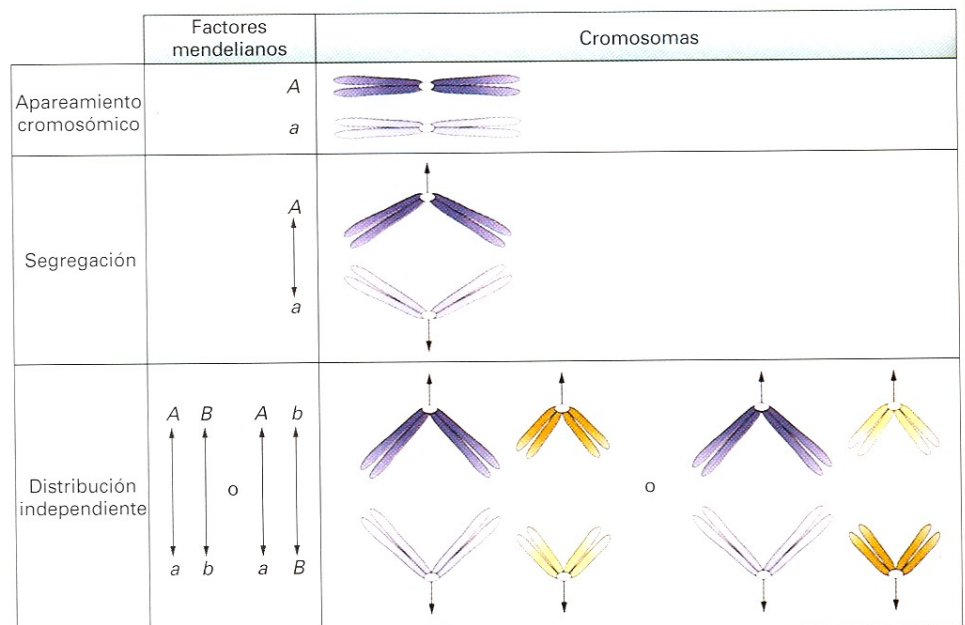 Factores
mendelianos
Cromosomas
Apareamiento
cromosómico
A
a
Segregación
A
a
Distribución
independiente
A B A b
o
a b a B
o